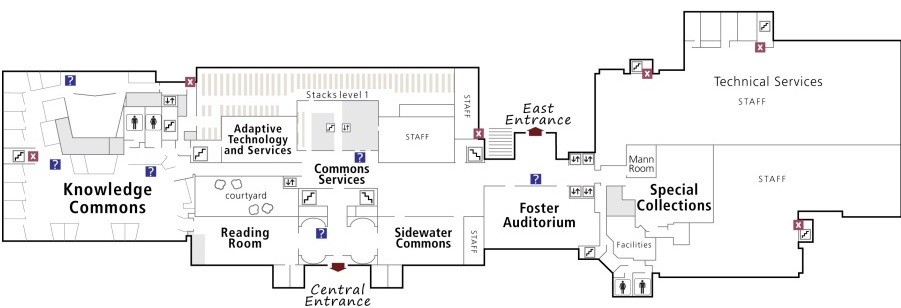 Technical Services
STAFF
Stacks level 1
STAFF
East
Entrance
Adaptive
Technology
and Services
STAFF
Commons
Services
Mann
Room
Knowledge
Commons
courtyard
Special
Collections
STAFF
Foster
Auditorium
Reading
Room
Sidewater
Commons
STAFF
Facilities
Central
Entrance
?
?
?
?
?
?
x
x
x
x
x
x